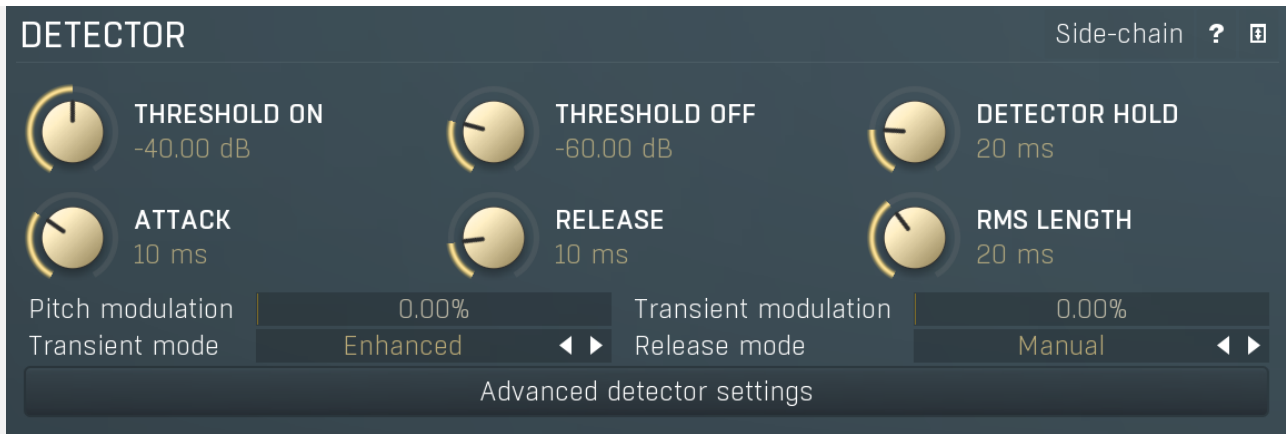 DETECTOR Side-chain ?
THRESHOLD ON THRESHOLD OFF DETECTOR HOLD
-40.00 dB -60.00 dB 20 ms
ATTACK RELEASE RMS LENGTH
10 ms 10 ms 20 ms
Pitch modulation 0.00% Transient modulation 0.00%
Transient mode Enhanced Release mode Manual
Advanced detector settings